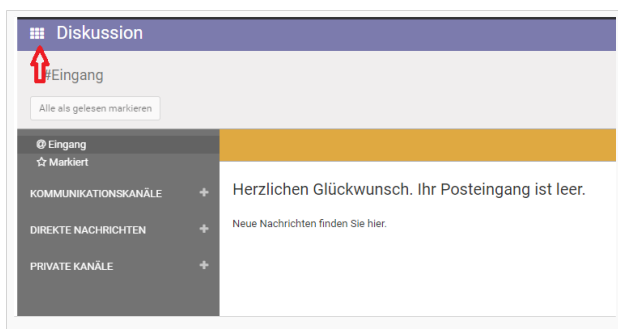 Diskussion
#Eingang
Alle als gelesen markieren
@ Eingang
☆ Markiert
KOMMUNIKATIONSKANÄLE +
DIREKTE NACHRICHTEN +
PRIVATE KANÄLE +
Herzlichen Glückwunsch. Ihr Posteingang ist leer.
Neue Nachrichten finden Sie hier.